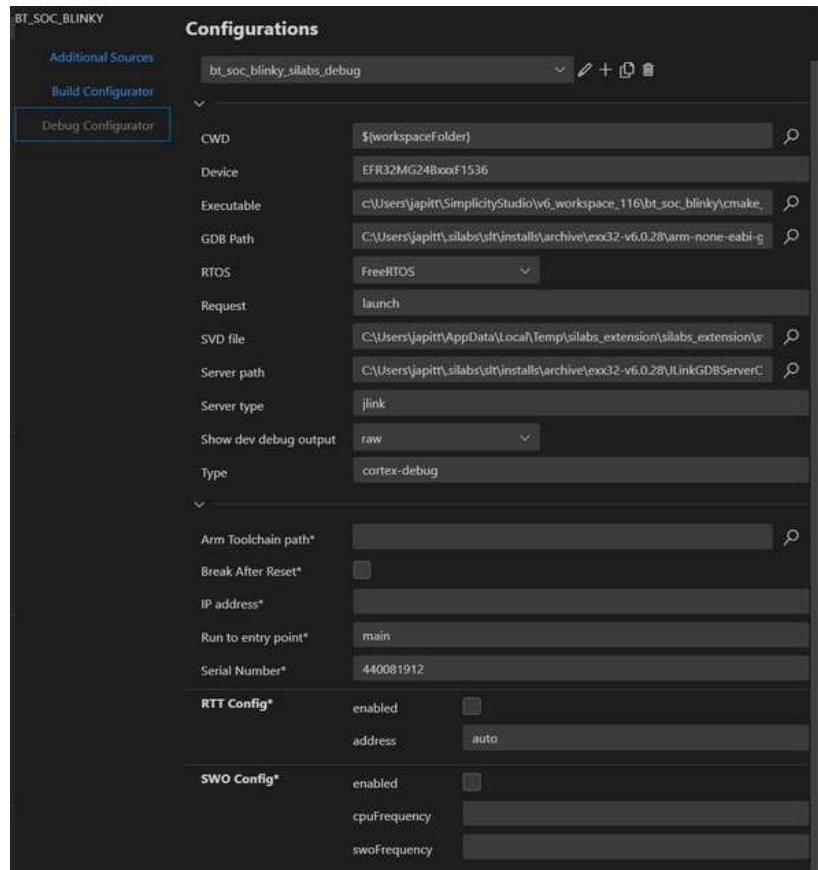 BT_SOC_BLINKY
Additional Sources
Build Configurator
Debug Configurator
Configurations
bt_soc_blinky_silabs_debug
CWD ${workspaceFolder}
Device EFR32MG24BxxxF1536
Executable c:\Users\japitt\SimplicityStudio\v6_workspace_116\bt_soc_blinky\cmake_
GDB Path C:\Users\japitt\.silabs\slt\installs\archive\exx32-v6.0.28\arm-none-eabi-g
RTOS FreeRTOS
Request launch
SVD file C:\Users\japitt\AppData\Local\Temp\silabs_extension\silabs_extension\s
Server path C:\Users\japitt\.silabs\slt\installs\archive\exx32-v6.0.28\JLinkGDBServerC
Server type jlink
Show dev debug output raw
Type cortex-debug
Arm Toolchain path*
Break After Reset*
IP address*
Run to entry point* main
Serial Number* 440081912
RTT Config* enabled
address auto
SWO Config* enabled
cpuFrequency
swoFrequency